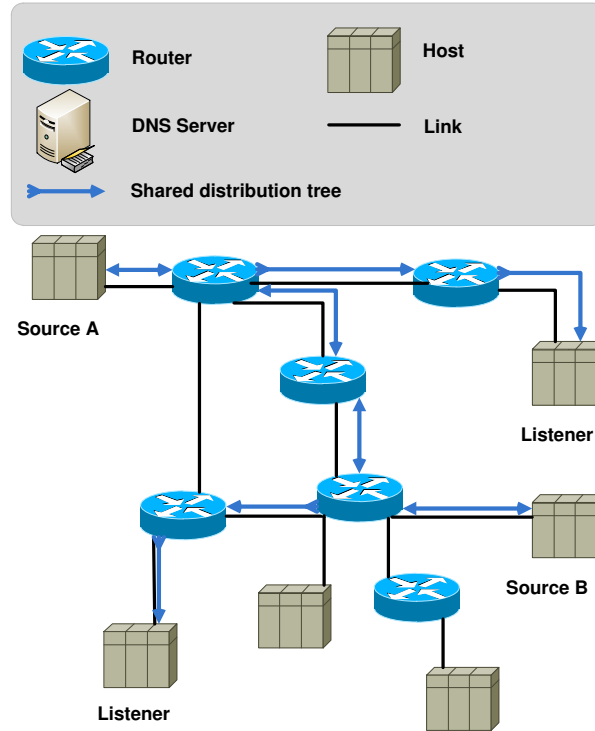 Router
Host
DNS Server
Link
Shared distribution tree
Source A
Listener
Source B
Listener